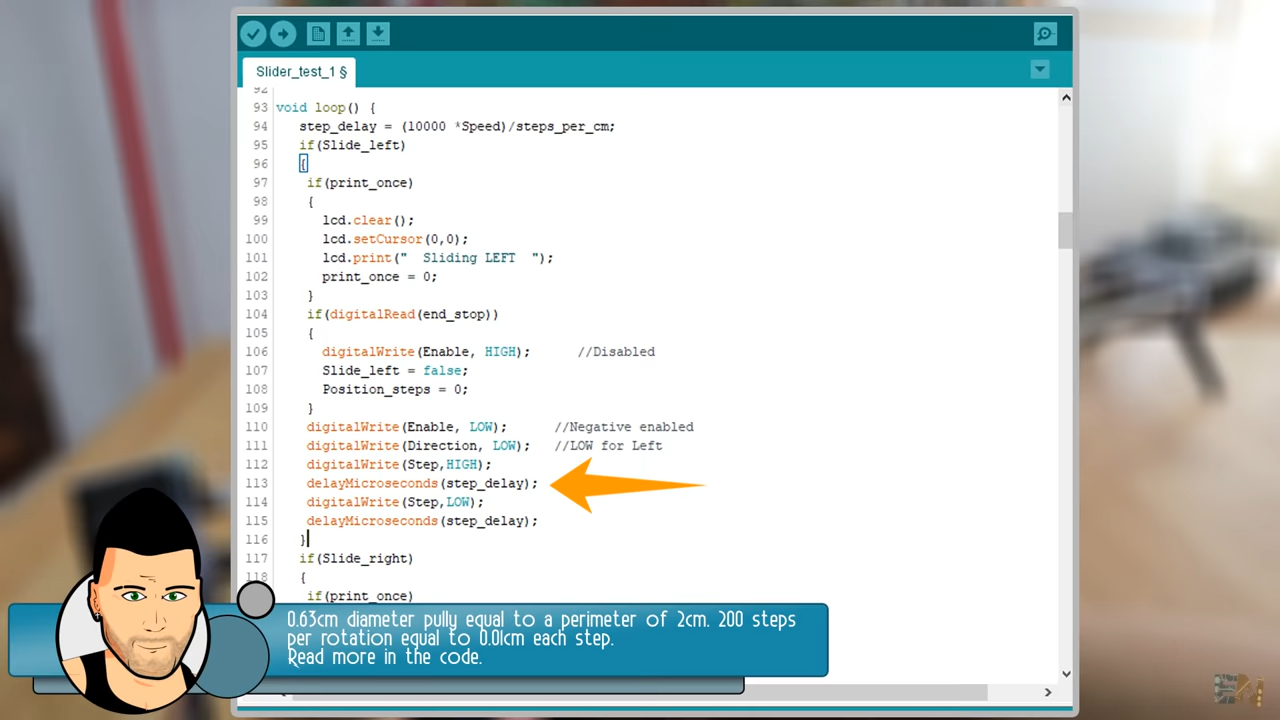 Slider_test_1 §
92
93 void loop() {
94 step_delay = (10000 *Speed)/steps_per_cm;
95 if(Slide_left)
96 {
97 if(print_once)
98 {
99 lcd.clear();
100 lcd.setCursor(0,0);
101 lcd.print("  Sliding LEFT  ");
102 print_once = 0;
103 }
104 if(digitalRead(end_stop))
105 {
106 digitalWrite(Enable, HIGH);      //Disabled
107 Slide_left = false;
108 Position_steps = 0;
109 }
110 digitalWrite(Enable, LOW);      //Negative enabled
111 digitalWrite(Direction, LOW);   //LOW for Left
112 digitalWrite(Step,HIGH);
113 delayMicroseconds(step_delay);
114 digitalWrite(Step,LOW);
115 delayMicroseconds(step_delay);
116 }
117 if(Slide_right)
118 {
if(print_once)
0.63cm diameter pully equal to a perimeter of 2cm. 200 steps
per rotation equal to 0.01cm each step.
Read more in the code.